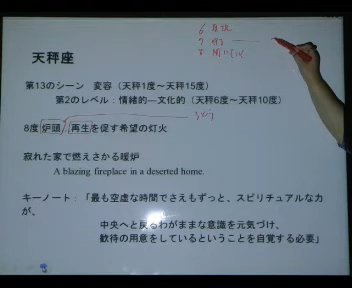 天秤座
第13のシーン　変容（天秤1度～天秤15度）
第2のレベル：情緒的―文化的（天秤6度～天秤10度）
8度 炉頭 再生を促す希望の灯火
寂れた家で燃えさかる暖炉
A blazing fireplace in a deserted home.
キーノート：「最も空虚な時間でさえもずっと、スピリチュアルな力が、
中央へと戻るわがままな意識を元気づけ、
歓待の用意をしているということを自覚する必要」
6
7
8